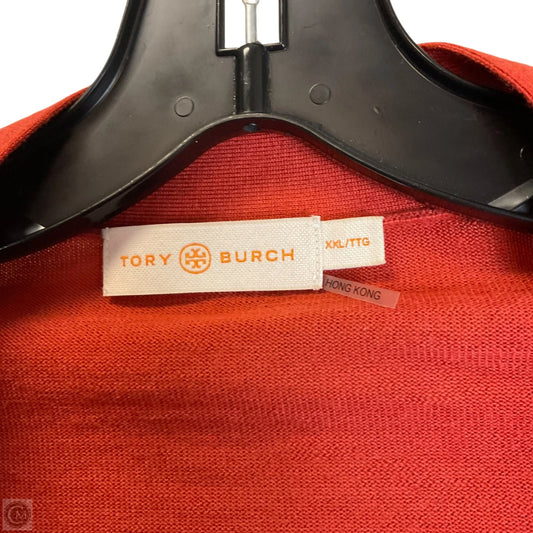 TORY BURCH
XXL/TTG
HONG KONG